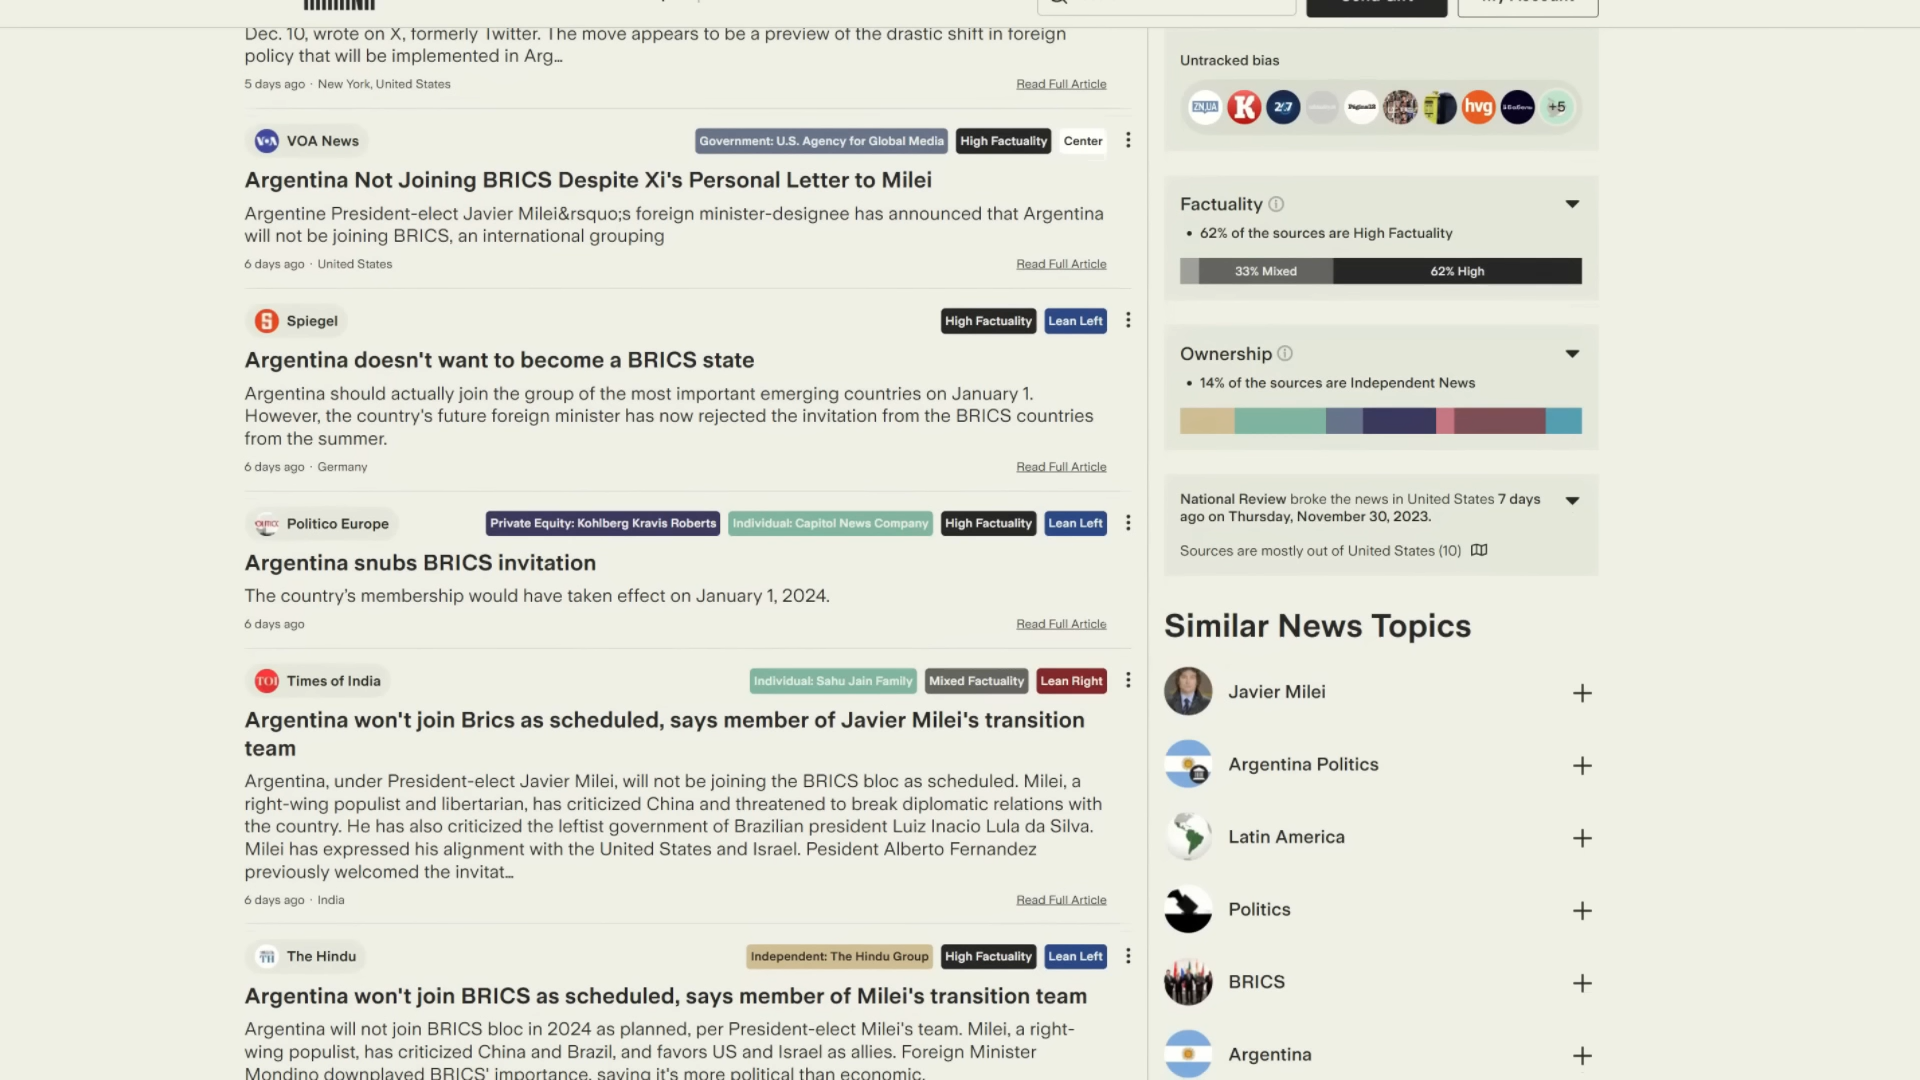 Dec. 10, wrote on X, formerly Twitter. The move appears to be a preview of the drastic shift in foreign
policy that will be implemented in Arg...
5 days ago · New York, United States
Read Full Article
VOA
VOA News
Government: U.S. Agency for Global Media
High Factuality
Center
Argentina Not Joining BRICS Despite Xi's Personal Letter to Milei
Argentine President-elect Javier Milei&rsquo;s foreign minister-designee has announced that Argentina
will not be joining BRICS, an international grouping
6 days ago · United States
Read Full Article
Spiegel
High Factuality
Lean Left
Argentina doesn't want to become a BRICS state
Argentina should actually join the group of the most important emerging countries on January 1.
However, the country's future foreign minister has now rejected the invitation from the BRICS countries
from the summer.
6 days ago · Germany
Read Full Article
Politico Europe
Private Equity: Kohlberg Kravis Roberts
Individual: Capitol News Company
High Factuality
Lean Left
Argentina snubs BRICS invitation
The country's membership would have taken effect on January 1, 2024.
6 days ago
Read Full Article
TOI
Times of India
Individual: Sahu Jain Family
Mixed Factuality
Lean Right
Argentina won't join Brics as scheduled, says member of Javier Milei's transition
team
Argentina, under President-elect Javier Milei, will not be joining the BRICS bloc as scheduled. Milei, a
right-wing populist and libertarian, has criticized China and threatened to break diplomatic relations with
the country. He has also criticized the leftist government of Brazilian president Luiz Inacio Lula da Silva.
Milei has expressed his alignment with the United States and Israel. Pesident Alberto Fernandez
previously welcomed the invitat...
6 days ago · India
Read Full Article
TH
The Hindu
Independent: The Hindu Group
High Factuality
Lean Left
Argentina won't join BRICS as scheduled, says member of Milei's transition team
Argentina will not join BRICS bloc in 2024 as planned, per President-elect Milei's team. Milei, a right-
wing populist, has criticized China and Brazil, and favors US and Israel as allies. Foreign Minister
Mondino downplayed BRICS' importance, saying it's more political than economic.
My Account
Untracked bias
ZN,UA
K
24/7
Página12
hvg
+5
Factuality
• 62% of the sources are High Factuality
33% Mixed
62% High
Ownership
• 14% of the sources are Independent News
National Review broke the news in United States 7 days
ago on Thursday, November 30, 2023.
Sources are mostly out of United States (10)
Similar News Topics
Javier Milei
Argentina Politics
Latin America
Politics
BRICS
Argentina